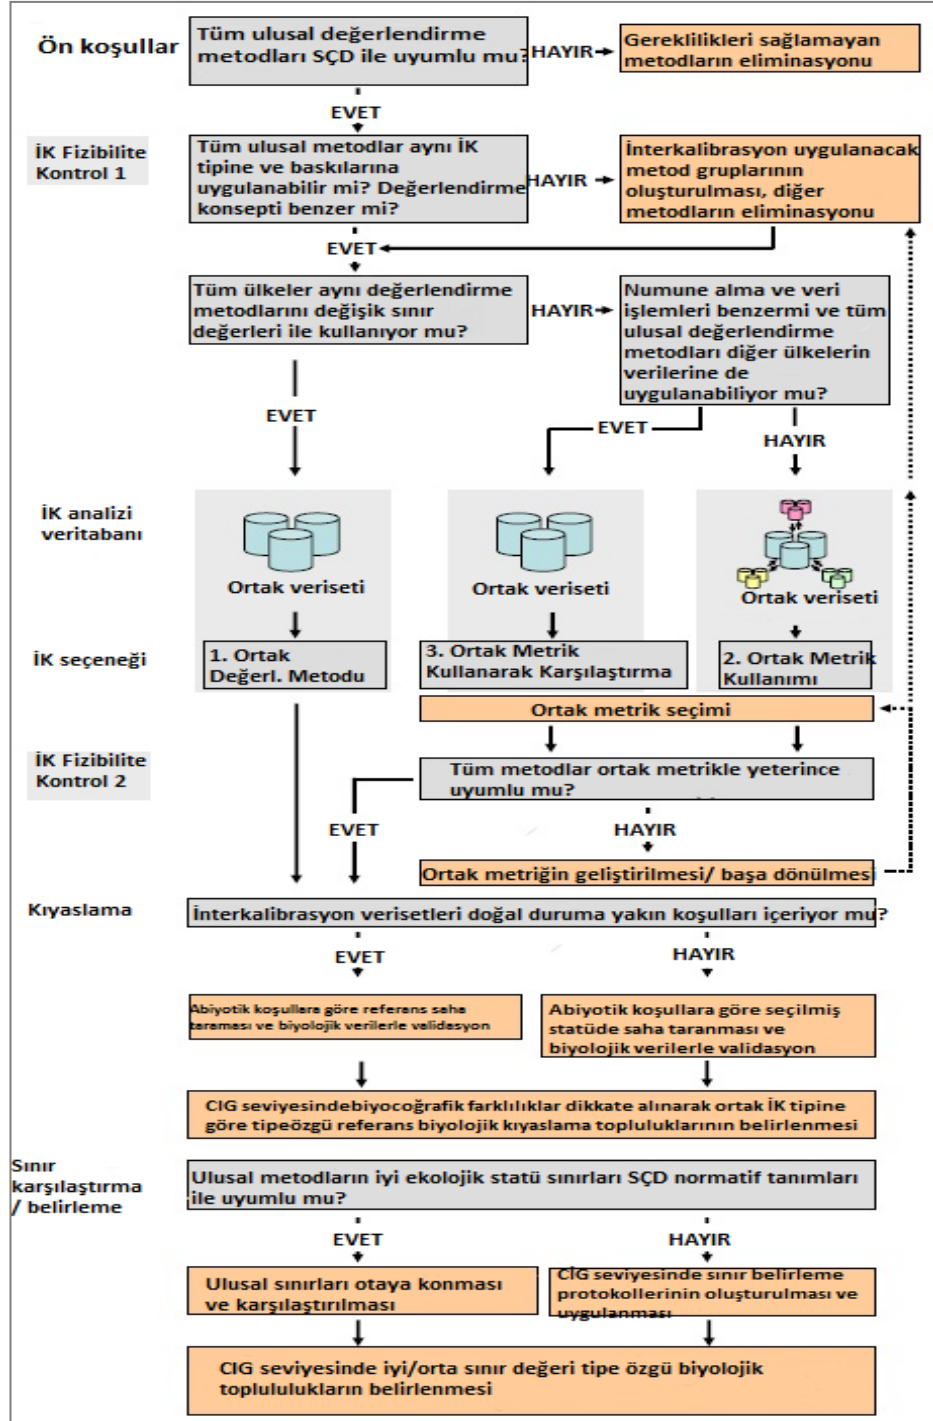 Ön koşullar
Tüm ulusal değerlendirme
metodları SÇD ile uyumlu mu?
HAYIR
Gereklilikleri sağlamayan
metodların eliminasyonu
EVET
İK Fizibilite
Kontrol 1
Tüm ulusal metodlar aynı İK
tipine ve baskılarına
uygulanabilir mi? Değerlendirme
konsepti benzer mi?
HAYIR
İnterkalibrasyon uygulanacak
metod gruplarının
oluşturulması, diğer
metodların eliminasyonu
EVET
Tüm ülkeler aynı değerlendirme
metodlarını değişik sınır
değerleri ile kullanıyor mu?
HAYIR
Numune alma ve veri
işlemleri benzermi ve tüm
ulusal değerlendirme
metodları diğer ülkelerin
verilerine de
uygulanabiliyor mu?
EVET
EVET
HAYIR
İK analizi
veritabanı
Ortak veriseti
Ortak veriseti
Ortak veriseti
İK seçeneği
1. Ortak
Değerl. Metodu
3. Ortak Metrik
Kullanarak Karşılaştırma
2. Ortak Metrik
Kullanımı
Ortak metrik seçimi
İK Fizibilite
Kontrol 2
Tüm metodlar ortak metrikle yeterince
uyumlu mu?
EVET
HAYIR
Ortak metriğin geliştirilmesi/ başa dönülmesi
Kıyaslama
İnterkalibrasyon verisetleri doğal duruma yakın koşulları içeriyor mu?
EVET
HAYIR
Abiyotik koşullara göre referans saha
taraması ve biyolojik verilerle validasyon
Abiyotik koşullara göre seçilmiş
statüde saha taranması ve
biyolojik verilerle validasyon
CIG seviyesindebiyocoğrafik farklılıklar dikkate alınarak ortak İK tipine
göre tipeözgü referans biyolojik kıyaslama topluluklarının belirlenmesi
Sınır
karşılaştırma
/ belirleme
Ulusal metodların iyi ekolojik statü sınırları SÇD normatif tanımları
ile uyumlu mu?
EVET
HAYIR
Ulusal sınırları otaya konması
ve karşılaştırılması
CİG seviyesinde sınır belirleme
protokollerinin oluşturulması ve
uygulanması
CIG seviyesinde iyi/orta sınır değeri tipe özgü biyolojik
toplululukların belirlenmesi